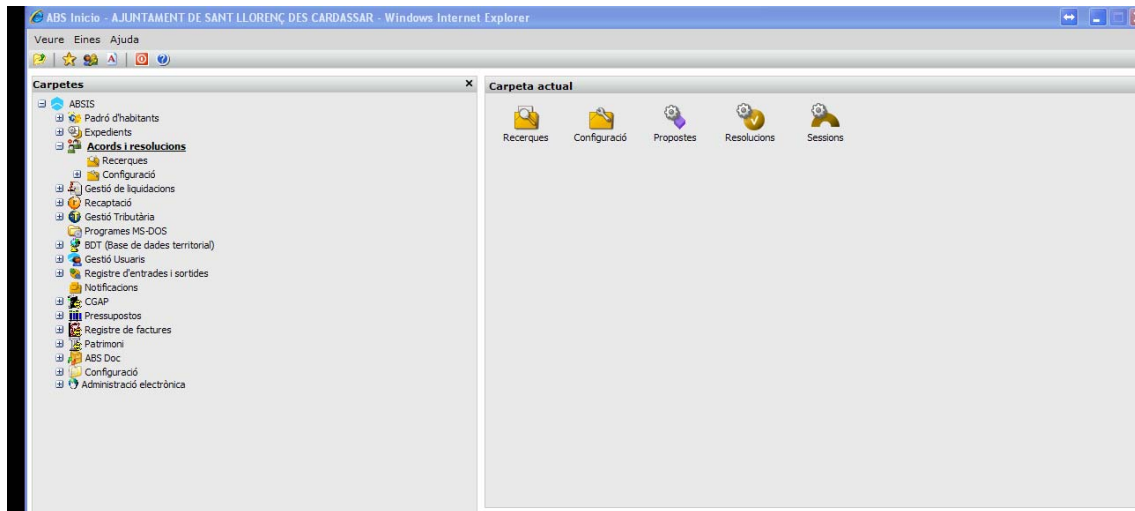 ABS Inicio - AJUNTAMENT DE SANT LLORENÇ DES CARDASSAR - Windows Internet Explorer
Veure Eines Ajuda
Carpetes
ABSIS
Padró d'habitants
Expedients
Acords i resolucions
Recerques
Configuració
Gestió de liquidacions
Recaptació
Gestió Tributària
Programes MS-DOS
BDT (Base de dades territorial)
Gestió Usuaris
Registre d'entrades i sortides
Notificacions
CGAP
Pressupostos
Registre de factures
Patrimoni
ABS Doc
Configuració
Administració electrònica
Carpeta actual
Recerques Configuració Propostes Resolucions Sessions